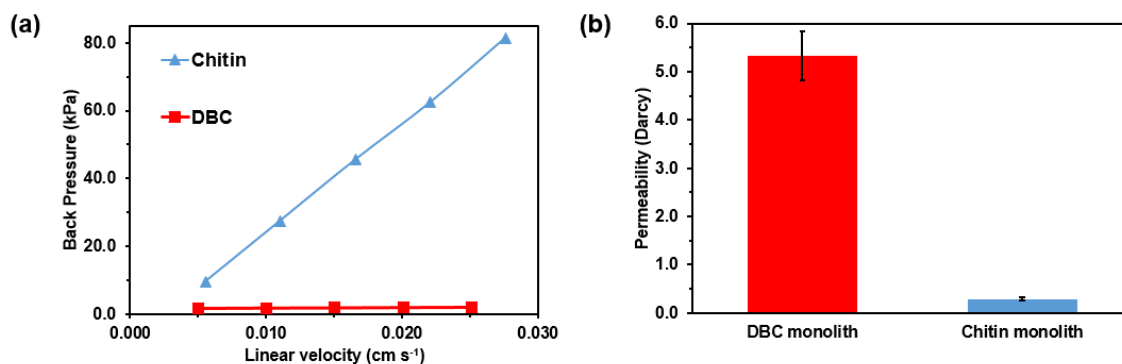 (a)
80.0
60.0
40.0
20.0
0.0
Back Pressure (kPa)
Chitin
DBC
0.000
0.010
0.020
0.030
Linear velocity (cm s⁻¹)
(b)
6.0
5.0
4.0
3.0
2.0
1.0
0.0
Permeability (Darcy)
DBC monolith
Chitin monolith